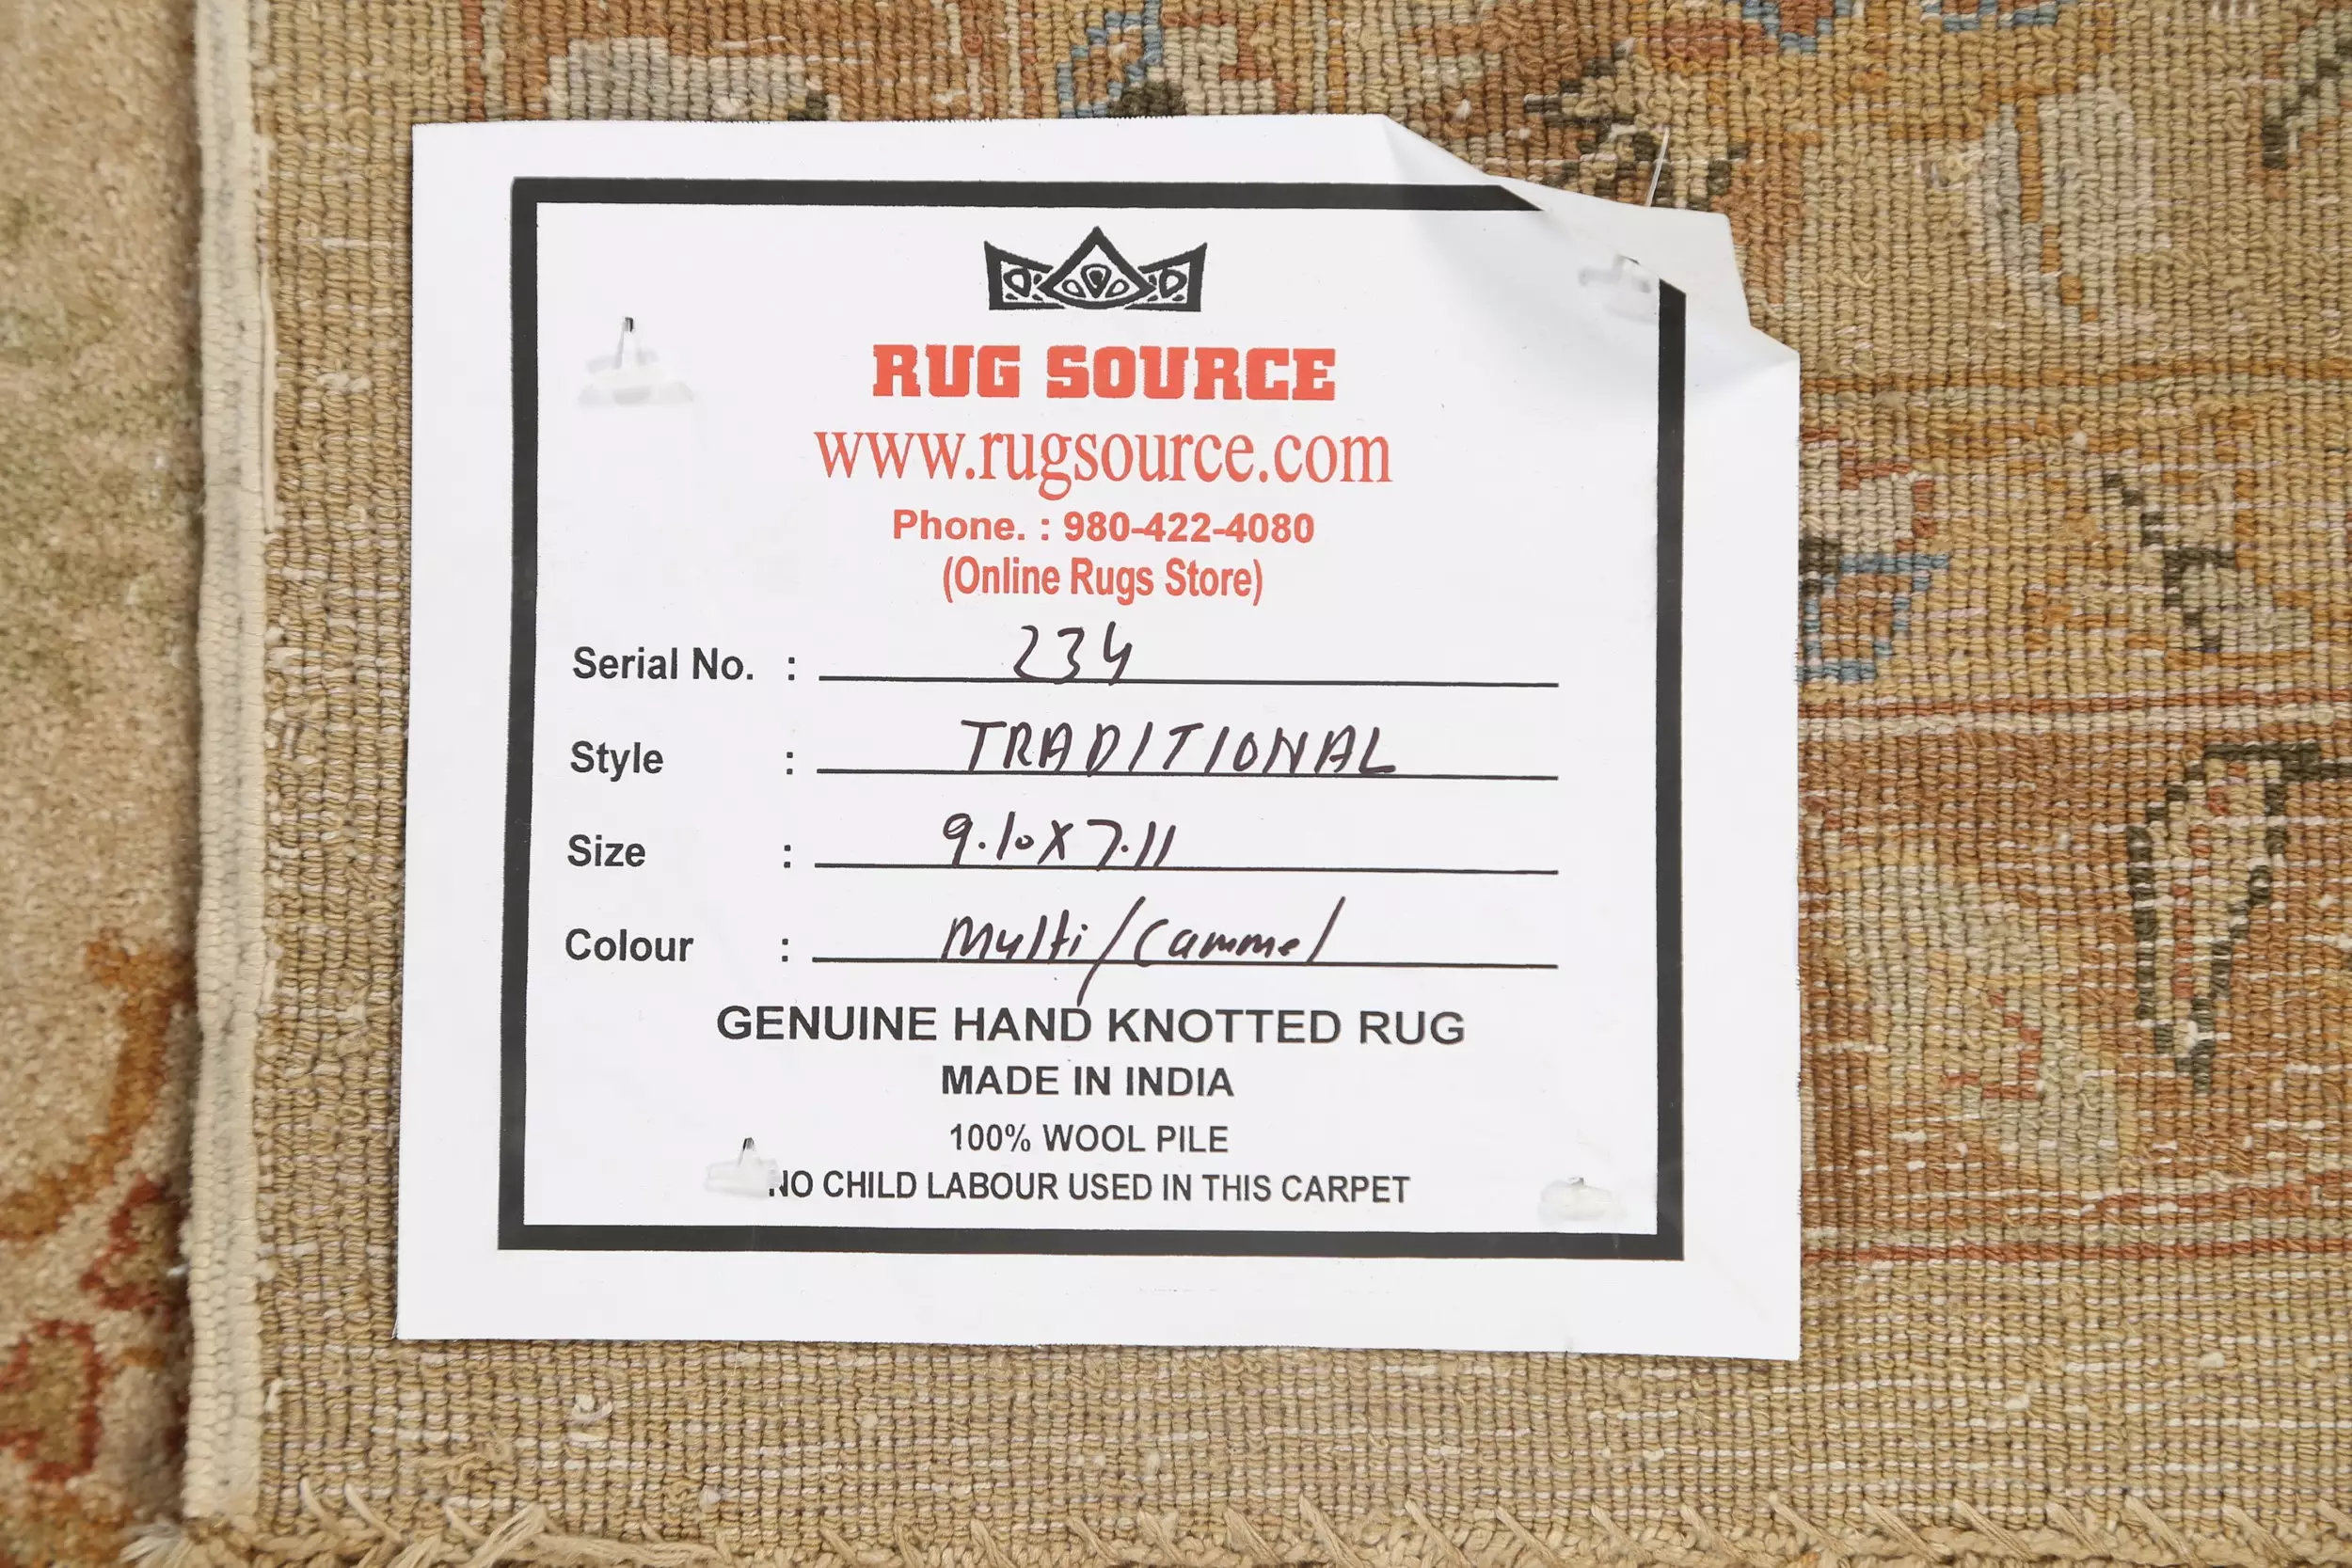 RUG SOURCE
www.rugsource.com
Phone. : 980-422-4080
(Online Rugs Store)
Serial No. : 234
Style : TRADITIONAL
Size : 9.10X7.11
Colour : Multi/Cammel
GENUINE HAND KNOTTED RUG
MADE IN INDIA
100% WOOL PILE
NO CHILD LABOUR USED IN THIS CARPET